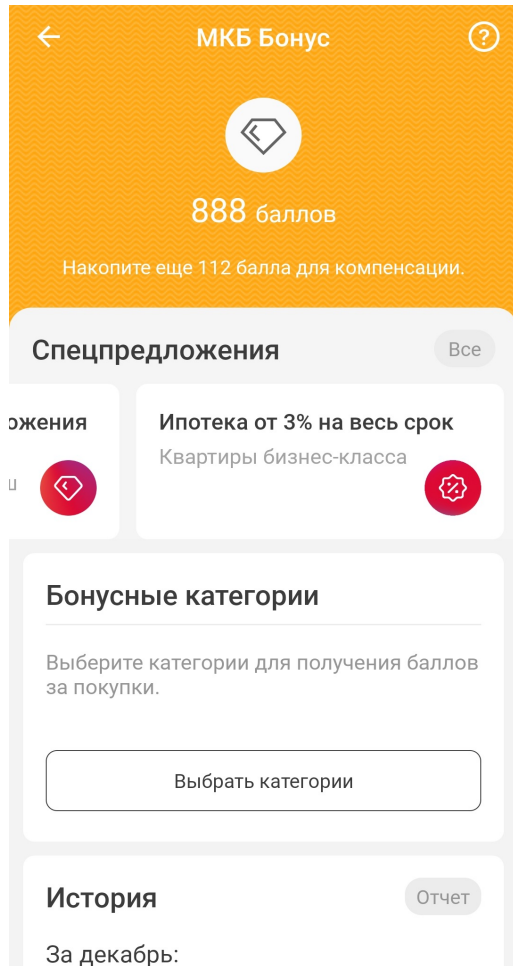 МКБ Бонус
888 баллов
Накопите еще 112 балла для компенсации.
Спецпредложения
Все
ожения
Ипотека от 3% на весь срок
Квартиры бизнес-класса
Бонусные категории
Выберите категории для получения баллов
за покупки.
Выбрать категории
История
Отчет
За декабрь: